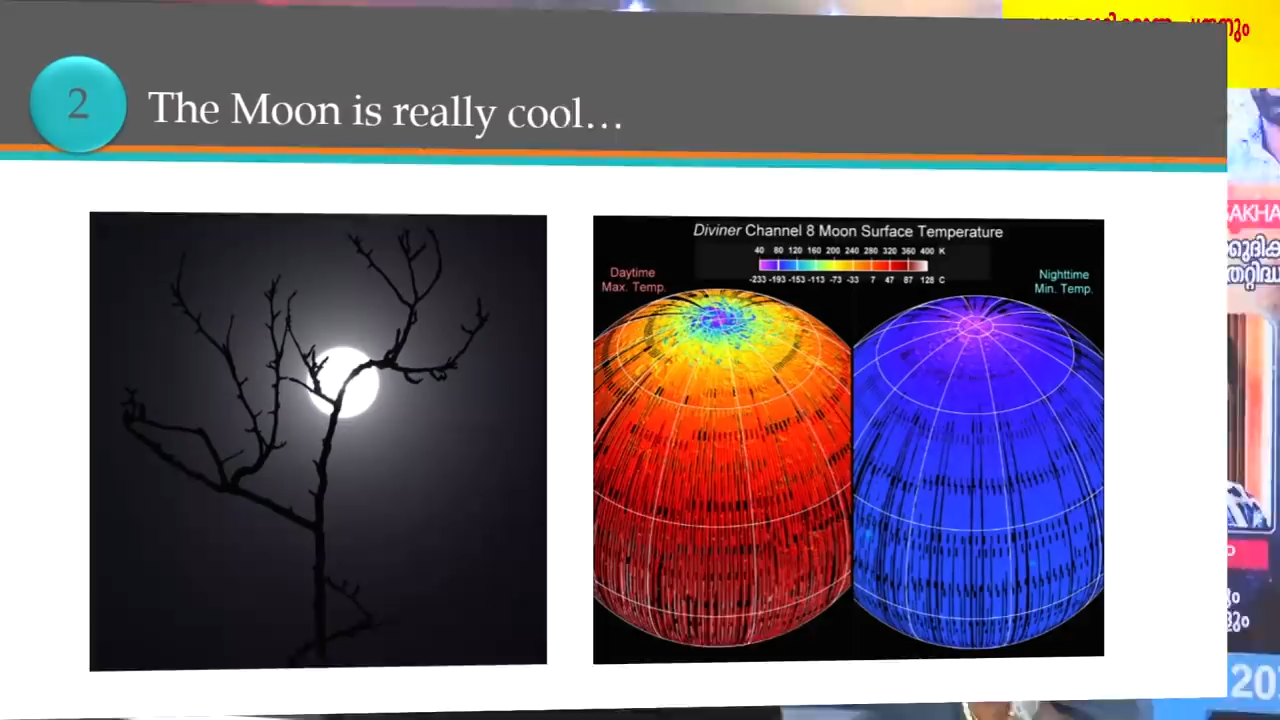 2
The Moon is really cool…
Diviner Channel 8 Moon Surface Temperature
40 80 120 160 200 240 280 320 360 400 K
-233 -193 -153 -113 -73 -33 7 47 87 128 C
Daytime
Max. Temp.
Nighttime
Min. Temp.